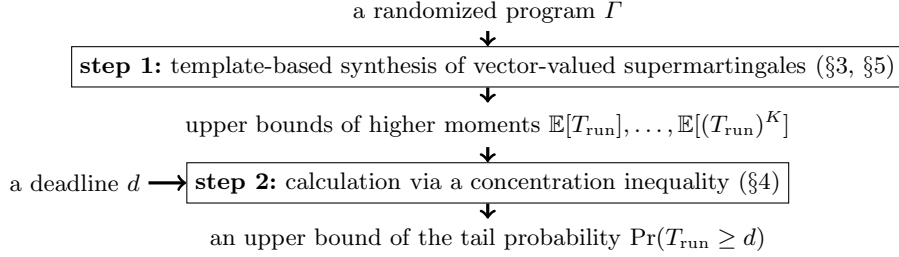 a randomized program Γ
step 1: template-based synthesis of vector-valued supermartingales (§3, §5)
upper bounds of higher moments 𝔼[T_run], . . . , 𝔼[(T_run)^K]
a deadline d
step 2: calculation via a concentration inequality (§4)
an upper bound of the tail probability Pr(T_run ≥ d)